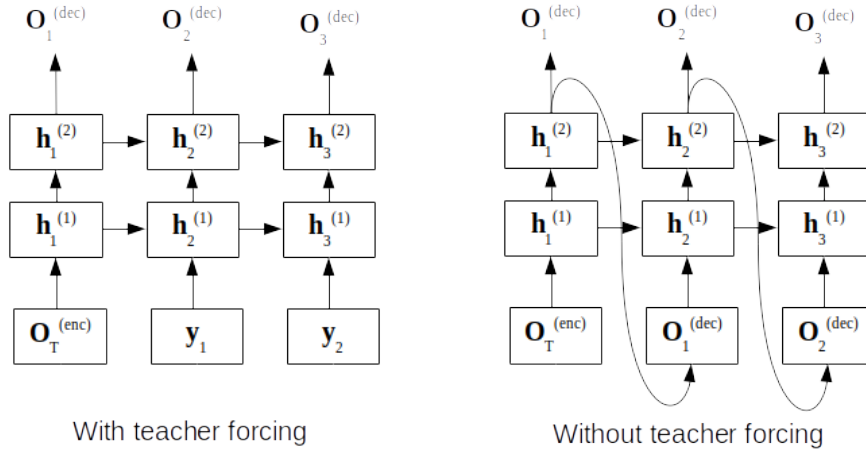 O₁^(dec) O₂^(dec) O₃^(dec)
h₁^(2) h₂^(2) h₃^(2)
h₁^(1) h₂^(1) h₃^(1)
O_T^(enc) y₁ y₂
With teacher forcing
O₁^(dec) O₂^(dec) O₃^(dec)
h₁^(2) h₂^(2) h₃^(2)
h₁^(1) h₂^(1) h₃^(1)
O_T^(enc) O₁^(dec) O₂^(dec)
Without teacher forcing